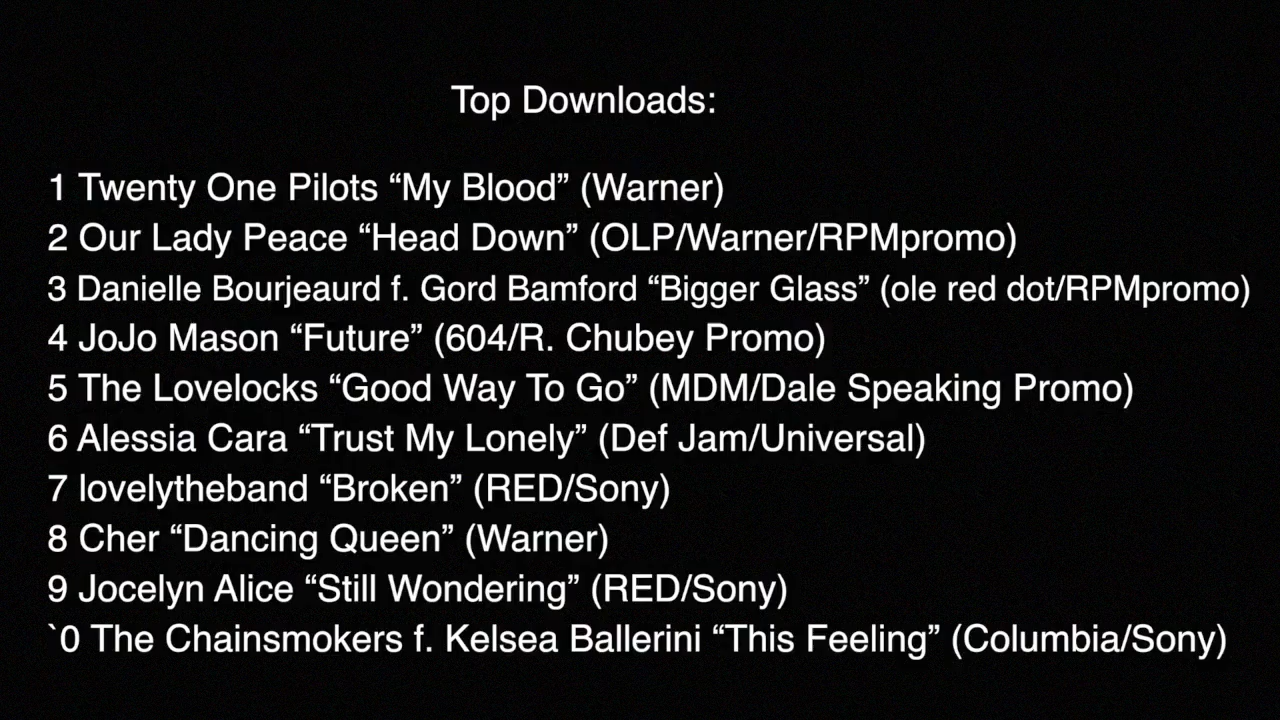 Top Downloads:
1 Twenty One Pilots “My Blood” (Warner)
2 Our Lady Peace “Head Down” (OLP/Warner/RPMpromo)
3 Danielle Bourjeaurd f. Gord Bamford “Bigger Glass” (ole red dot/RPMpromo)
4 JoJo Mason “Future” (604/R. Chubey Promo)
5 The Lovelocks “Good Way To Go” (MDM/Dale Speaking Promo)
6 Alessia Cara “Trust My Lonely” (Def Jam/Universal)
7 lovelytheband “Broken” (RED/Sony)
8 Cher “Dancing Queen” (Warner)
9 Jocelyn Alice “Still Wondering” (RED/Sony)
`0 The Chainsmokers f. Kelsea Ballerini “This Feeling” (Columbia/Sony)